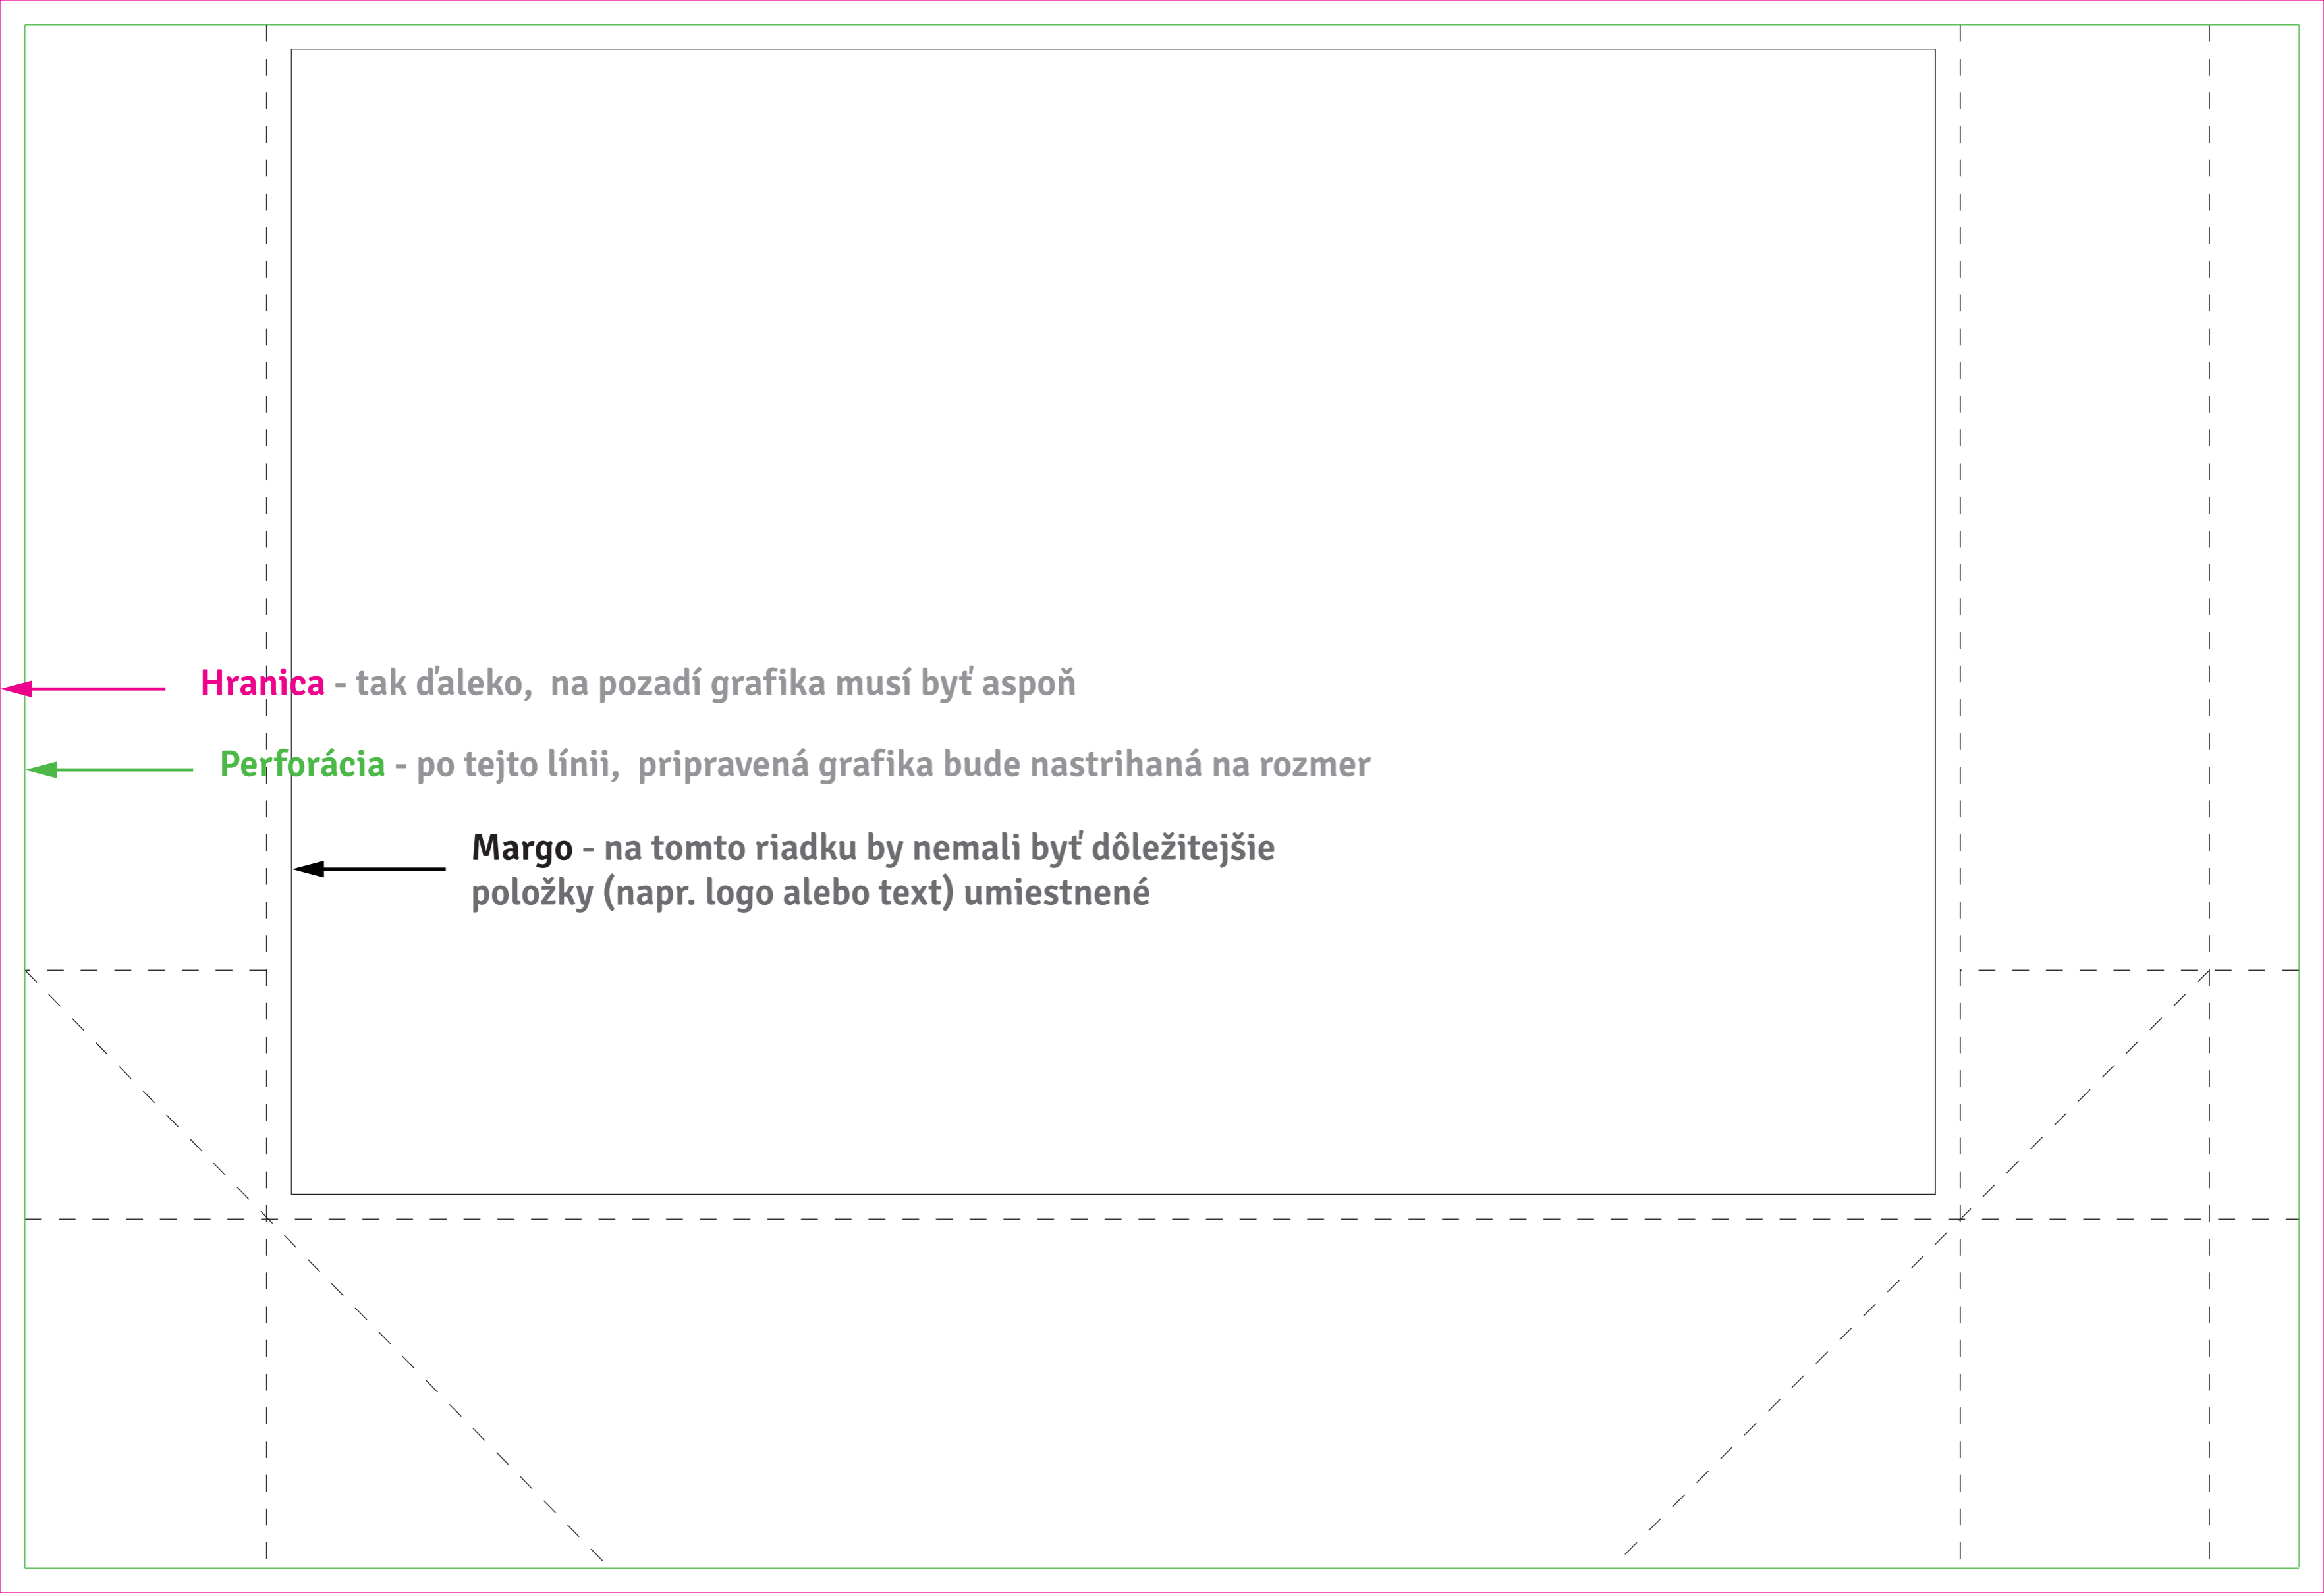 Hranica - tak ďaleko, na pozadí grafika musí byť aspoň
Perforácia - po tejto línii, pripravená grafika bude nastrihaná na rozmer
Margo - na tomto riadku by nemali byť dôležitejšie
položky (napr. logo alebo text) umiestnené